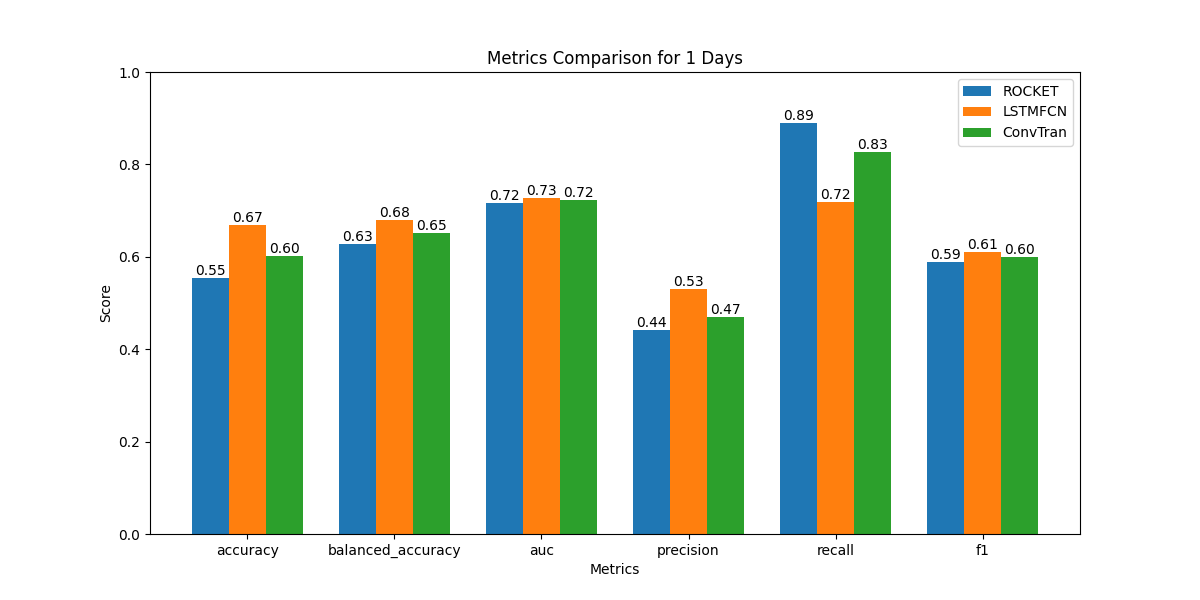 Metrics Comparison for 1 Days
ROCKET
LSTMFCN
ConvTran
Score
1.0
0.8
0.6
0.4
0.2
0.0
0.55 0.67 0.60
0.63 0.68 0.65
0.72 0.73 0.72
0.44 0.53 0.47
0.89 0.72 0.83
0.59 0.61 0.60
accuracy balanced_accuracy auc precision recall f1
Metrics